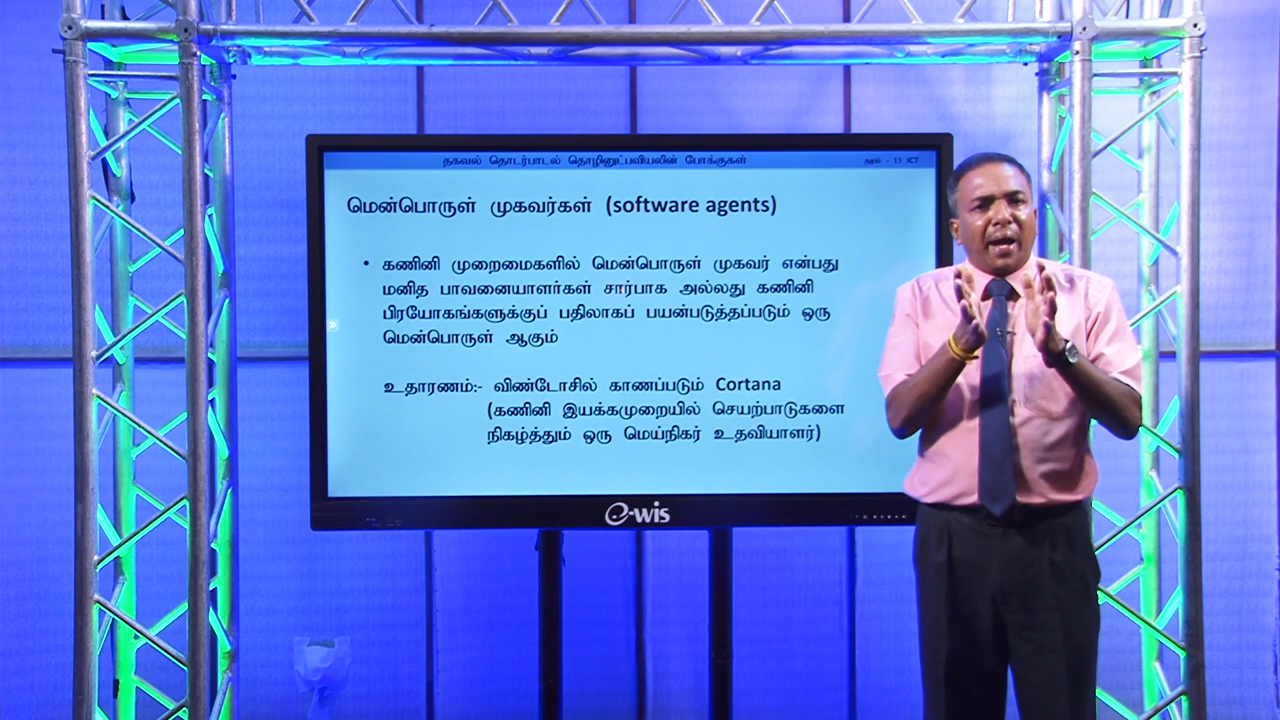 தகவல் தொடர்பாடல் தொழினுட்பவியலின் போக்குகள்
தரம் - 13 ICT
மென்பொருள் முகவர்கள் (software agents)
• கணினி முறைமைகளில் மென்பொருள் முகவர் என்பது
மனித பாவனையாளர்கள் சார்பாக அல்லது கணினி
பிரயோகங்களுக்குப் பதிலாகப் பயன்படுத்தப்படும் ஒரு
மென்பொருள் ஆகும்
உதாரணம்:- விண்டோசில் காணப்படும் Cortana
(கணினி இயக்கமுறையில் செயற்பாடுகளை
நிகழ்த்தும் ஒரு மெய்நிகர் உதவியாளர்)
e-wis